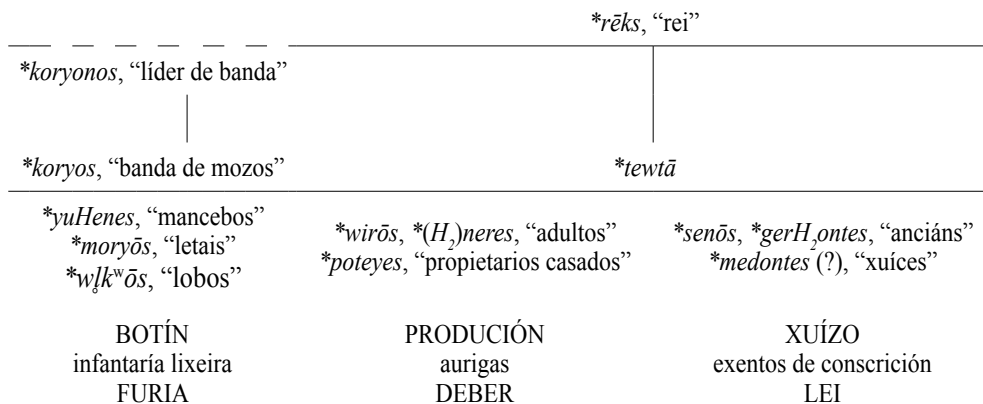 *rēks, “rei”
*koryonos, “líder de banda”
*koryos, “banda de mozos”
*tewtā
*yuHenes, “mancebos”
*moryōs, “letais”
*wl̥kʷōs, “lobos”
*wirōs, *(H₂)neres, “adultos”
*poteyes, “propietarios casados”
*senōs, *gerH₂ontes, “anciáns”
*medontes (?), “xuíces”
BOTÍN
infantaría lixeira
FURIA
PRODUCIÓN
aurigas
DEBER
XUÍZO
exentos de conscrición
LEI